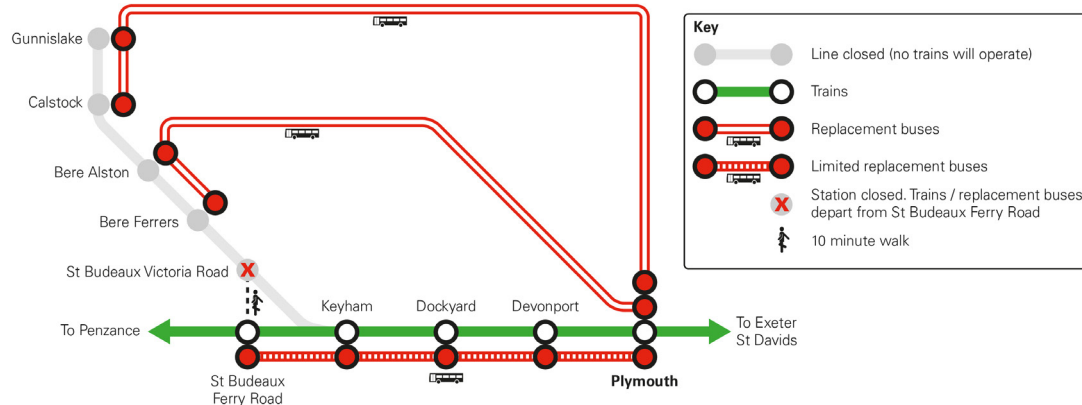 Gunnislake
Calstock
Bere Alston
Bere Ferrers
St Budeaux Victoria Road
X
Keyham
Dockyard
Devonport
To Penzance
To Exeter
St Davids
St Budeaux
Ferry Road
Plymouth
Key
Line closed (no trains will operate)
Trains
Replacement buses
Limited replacement buses
X
Station closed. Trains / replacement buses
depart from St Budeaux Ferry Road
10 minute walk